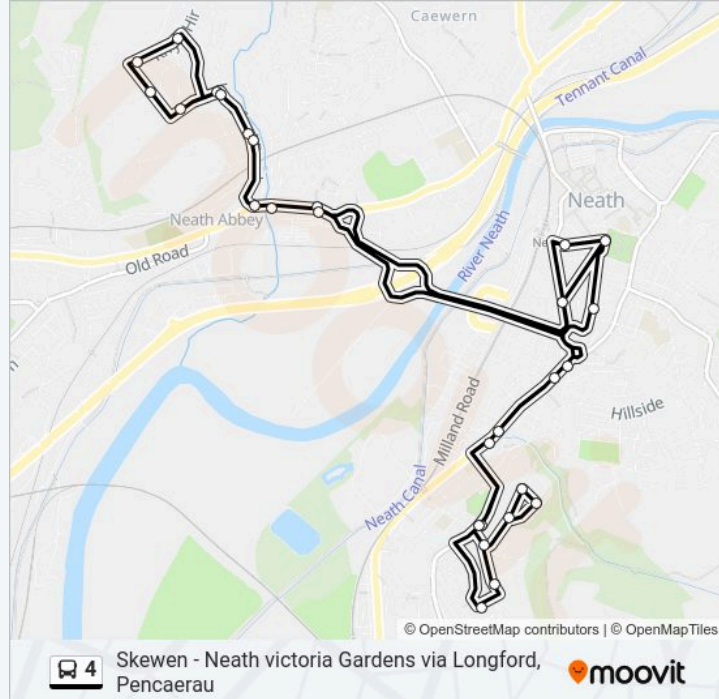 Caewern
Tennant Canal
Neath
Neath Abbey
River Neath
Old Road
Milland Road
Hillside
Neath Canal
© OpenStreetMap contributors | © OpenMapTiles
4
Skewen - Neath victoria Gardens via Longford,
Pencaerau
moovit